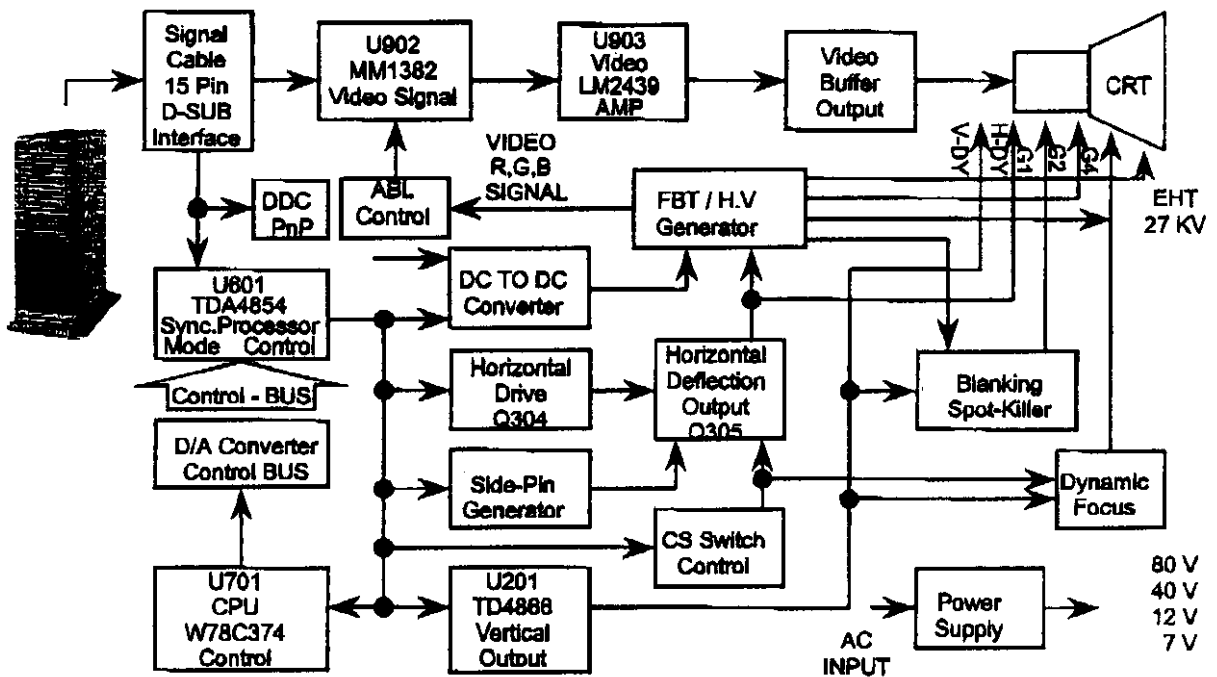 Signal
Cable
15 Pin
D-SUB
Interface
U902
MM1382
Video Signal
U903
Video
LM2439
AMP
Video
Buffer
Output
CRT
V-DY
H-DY
G1
G2
G4
EHT
27 KV
VIDEO
R,G,B
SIGNAL
DDC
PnP
ABL
Control
FBT / H.V
Generator
U601
TDA4854
Sync.Processor
Mode Control
DC TO DC
Converter
Control - BUS
Horizontal
Drive
Q304
Horizontal
Deflection
Output
Q305
Blanking
Spot-Killer
D/A Converter
Control BUS
Side-Pin
Generator
Dynamic
Focus
CS Switch
Control
U701
CPU
W78C374
Control
U201
TD4866
Vertical
Output
AC
INPUT
Power
Supply
80 V
40 V
12 V
7 V